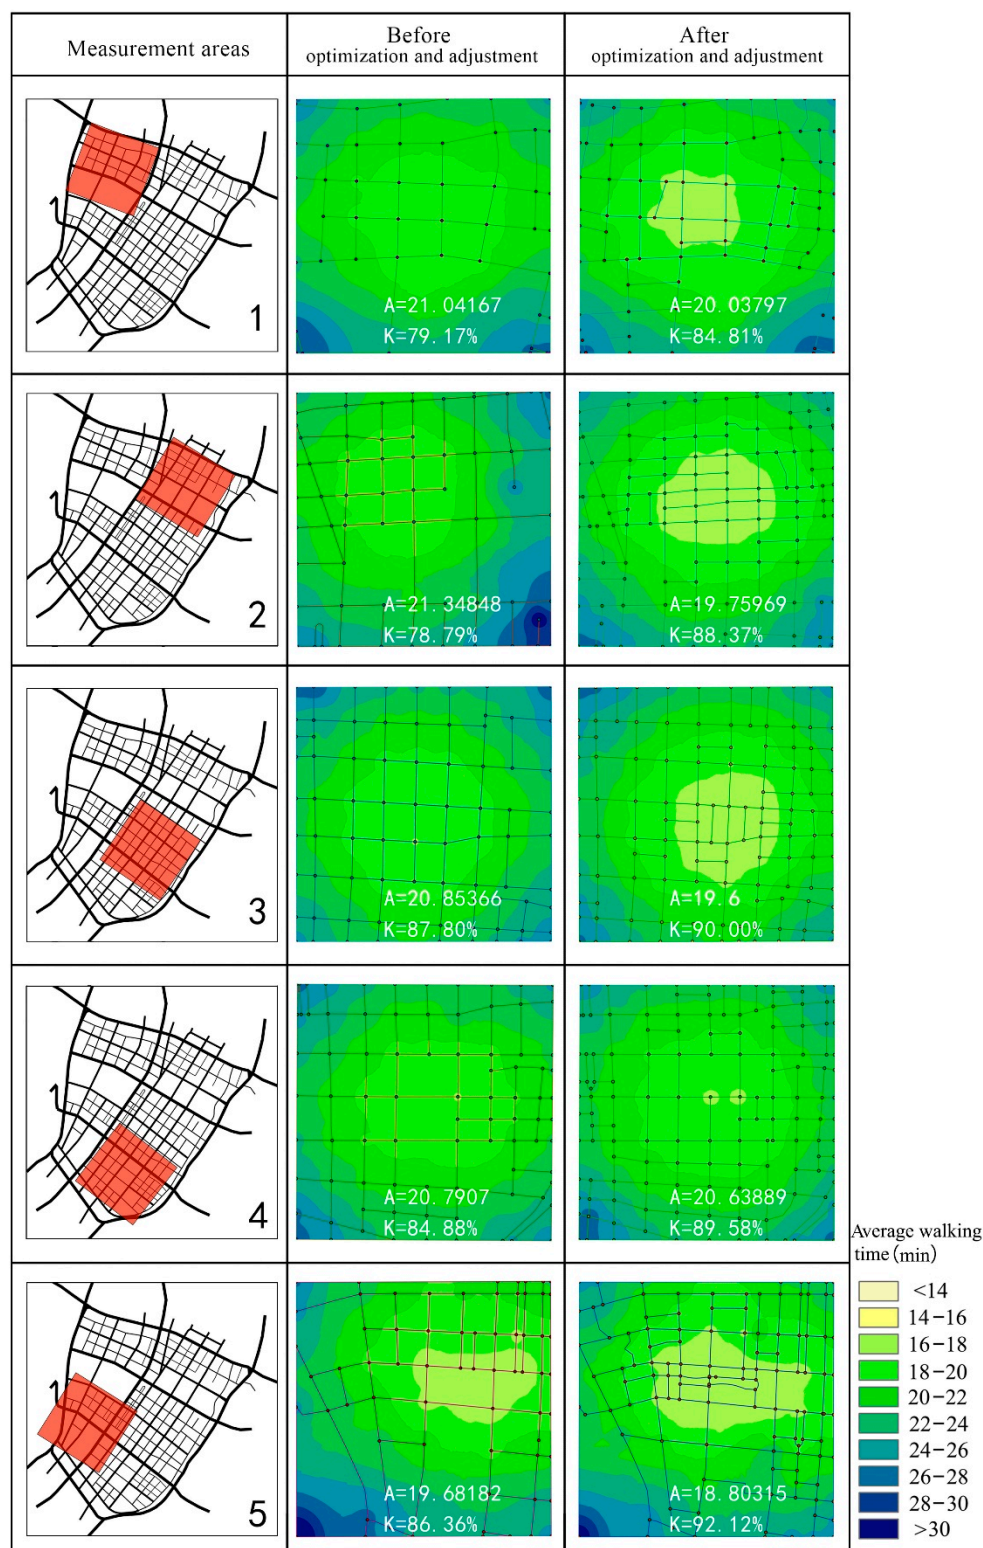 Measurement areas
Before
optimization and adjustment
After
optimization and adjustment
1
A=21.04167
K=79.17%
A=20.03797
K=84.81%
2
A=21.34848
K=78.79%
A=19.75969
K=88.37%
3
A=20.85366
K=87.80%
A=19.6
K=90.00%
4
A=20.7907
K=84.88%
A=20.63889
K=89.58%
5
A=19.68182
K=86.36%
A=18.80315
K=92.12%
Average walking
time(min)
<14
14-16
16-18
18-20
20-22
22-24
24-26
26-28
28-30
>30